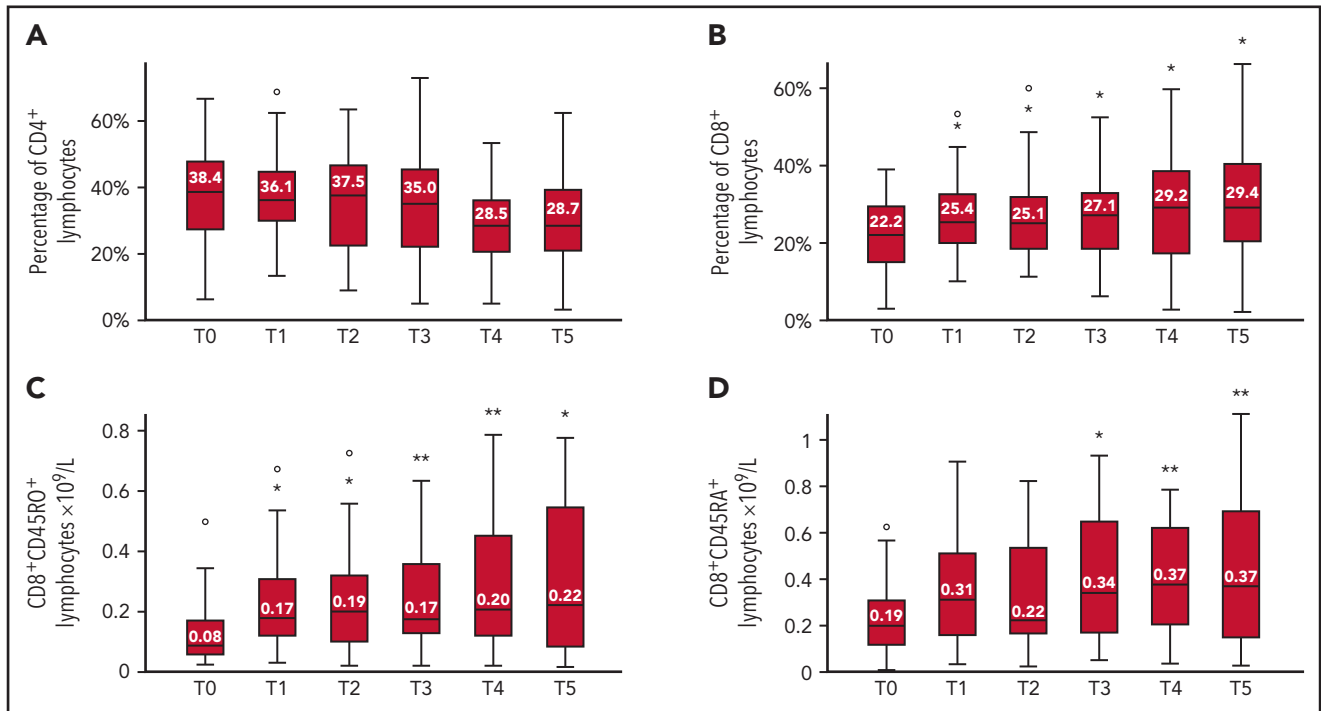 A
Percentage of CD4+
lymphocytes
60%
40%
20%
0%
38.4
36.1
37.5
35.0
28.5
28.7
T0
T1
T2
T3
T4
T5
B
Percentage of CD8+
lymphocytes
60%
40%
20%
0%
22.2
25.4
*
25.1
*
27.1
*
29.2
*
29.4
*
T0
T1
T2
T3
T4
T5
C
CD8+CD45RO+
lymphocytes ×10⁹/L
0.8
0.6
0.4
0.2
0
0.08
0.17
*
0.19
*
0.17
**
0.20
**
0.22
*
T0
T1
T2
T3
T4
T5
D
CD8+CD45RA+
lymphocytes ×10⁹/L
1
0.8
0.6
0.4
0.2
0
0.19
0.31
0.22
0.34
*
0.37
**
0.37
**
T0
T1
T2
T3
T4
T5